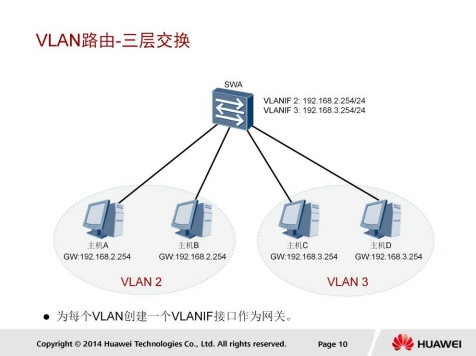 VLAN路由-三层交换
SWA
VLANIF 2: 192.168.2.254/24
VLANIF 3: 192.168.3.254/24
主机A 主机B 主机C 主机D
GW:192.168.2.254 GW:192.168.2.254 GW:192.168.3.254 GW:192.168.3.254
VLAN 2 VLAN 3
● 为每个VLAN创建一个VLANIF接口作为网关。
Copyright © 2014 Huawei Technologies Co., Ltd. All rights reserved. Page 10 HUAWEI